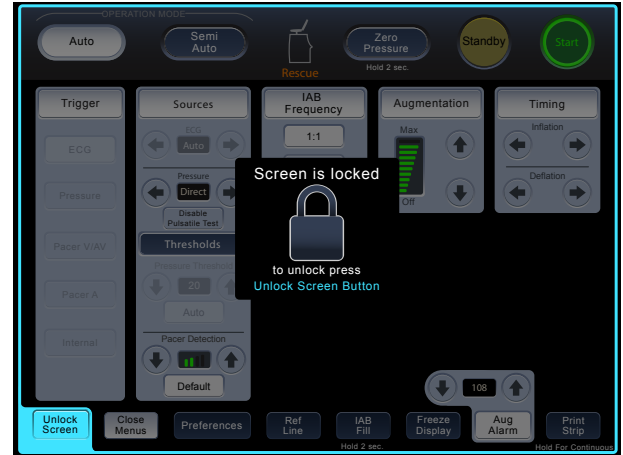 OPERATION MODE
Auto
Semi
Auto
Rescue
Zero
Pressure
Hold 2 sec.
Standby
Start
Trigger
ECG
Pressure
Pacer V/AV
Pacer A
Internal
Sources
ECG
Auto
Pressure
Direct
Disable
Pulsatile Test
Thresholds
Pressure Threshold
20
Auto
Pacer Detection
Default
IAB
Frequency
1:1
Augmentation
Max
Off
Timing
Inflation
Deflation
Screen is locked
to unlock press
Unlock Screen Button
108
Unlock
Screen
Close
Menus
Preferences
Ref
Line
IAB
Fill
Hold 2 sec.
Freeze
Display
Aug
Alarm
Print
Strip
Hold For Continuous